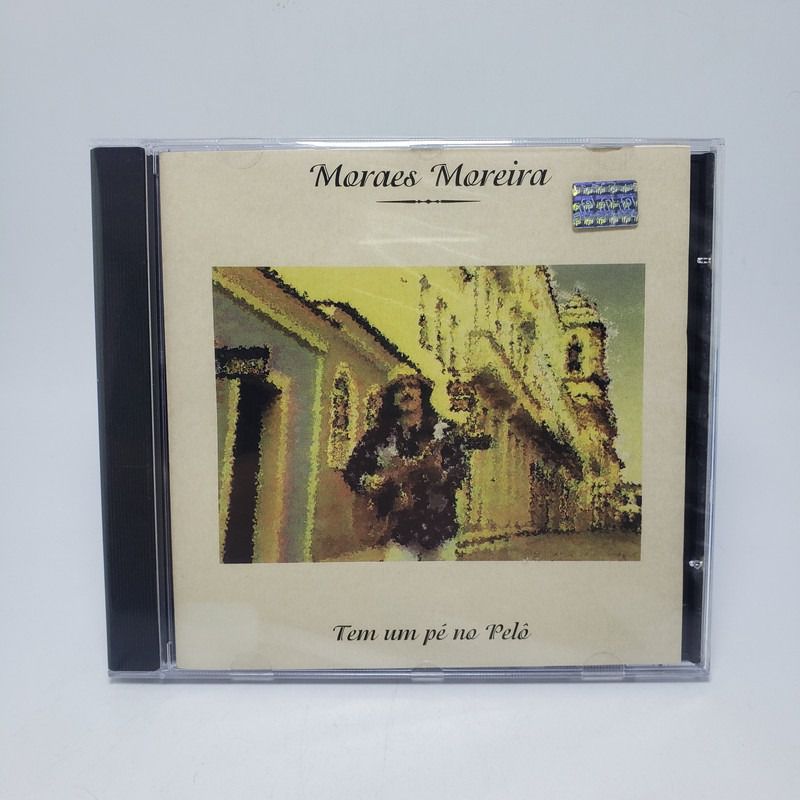 Moraes Moreira
Tem um pé no Pelô